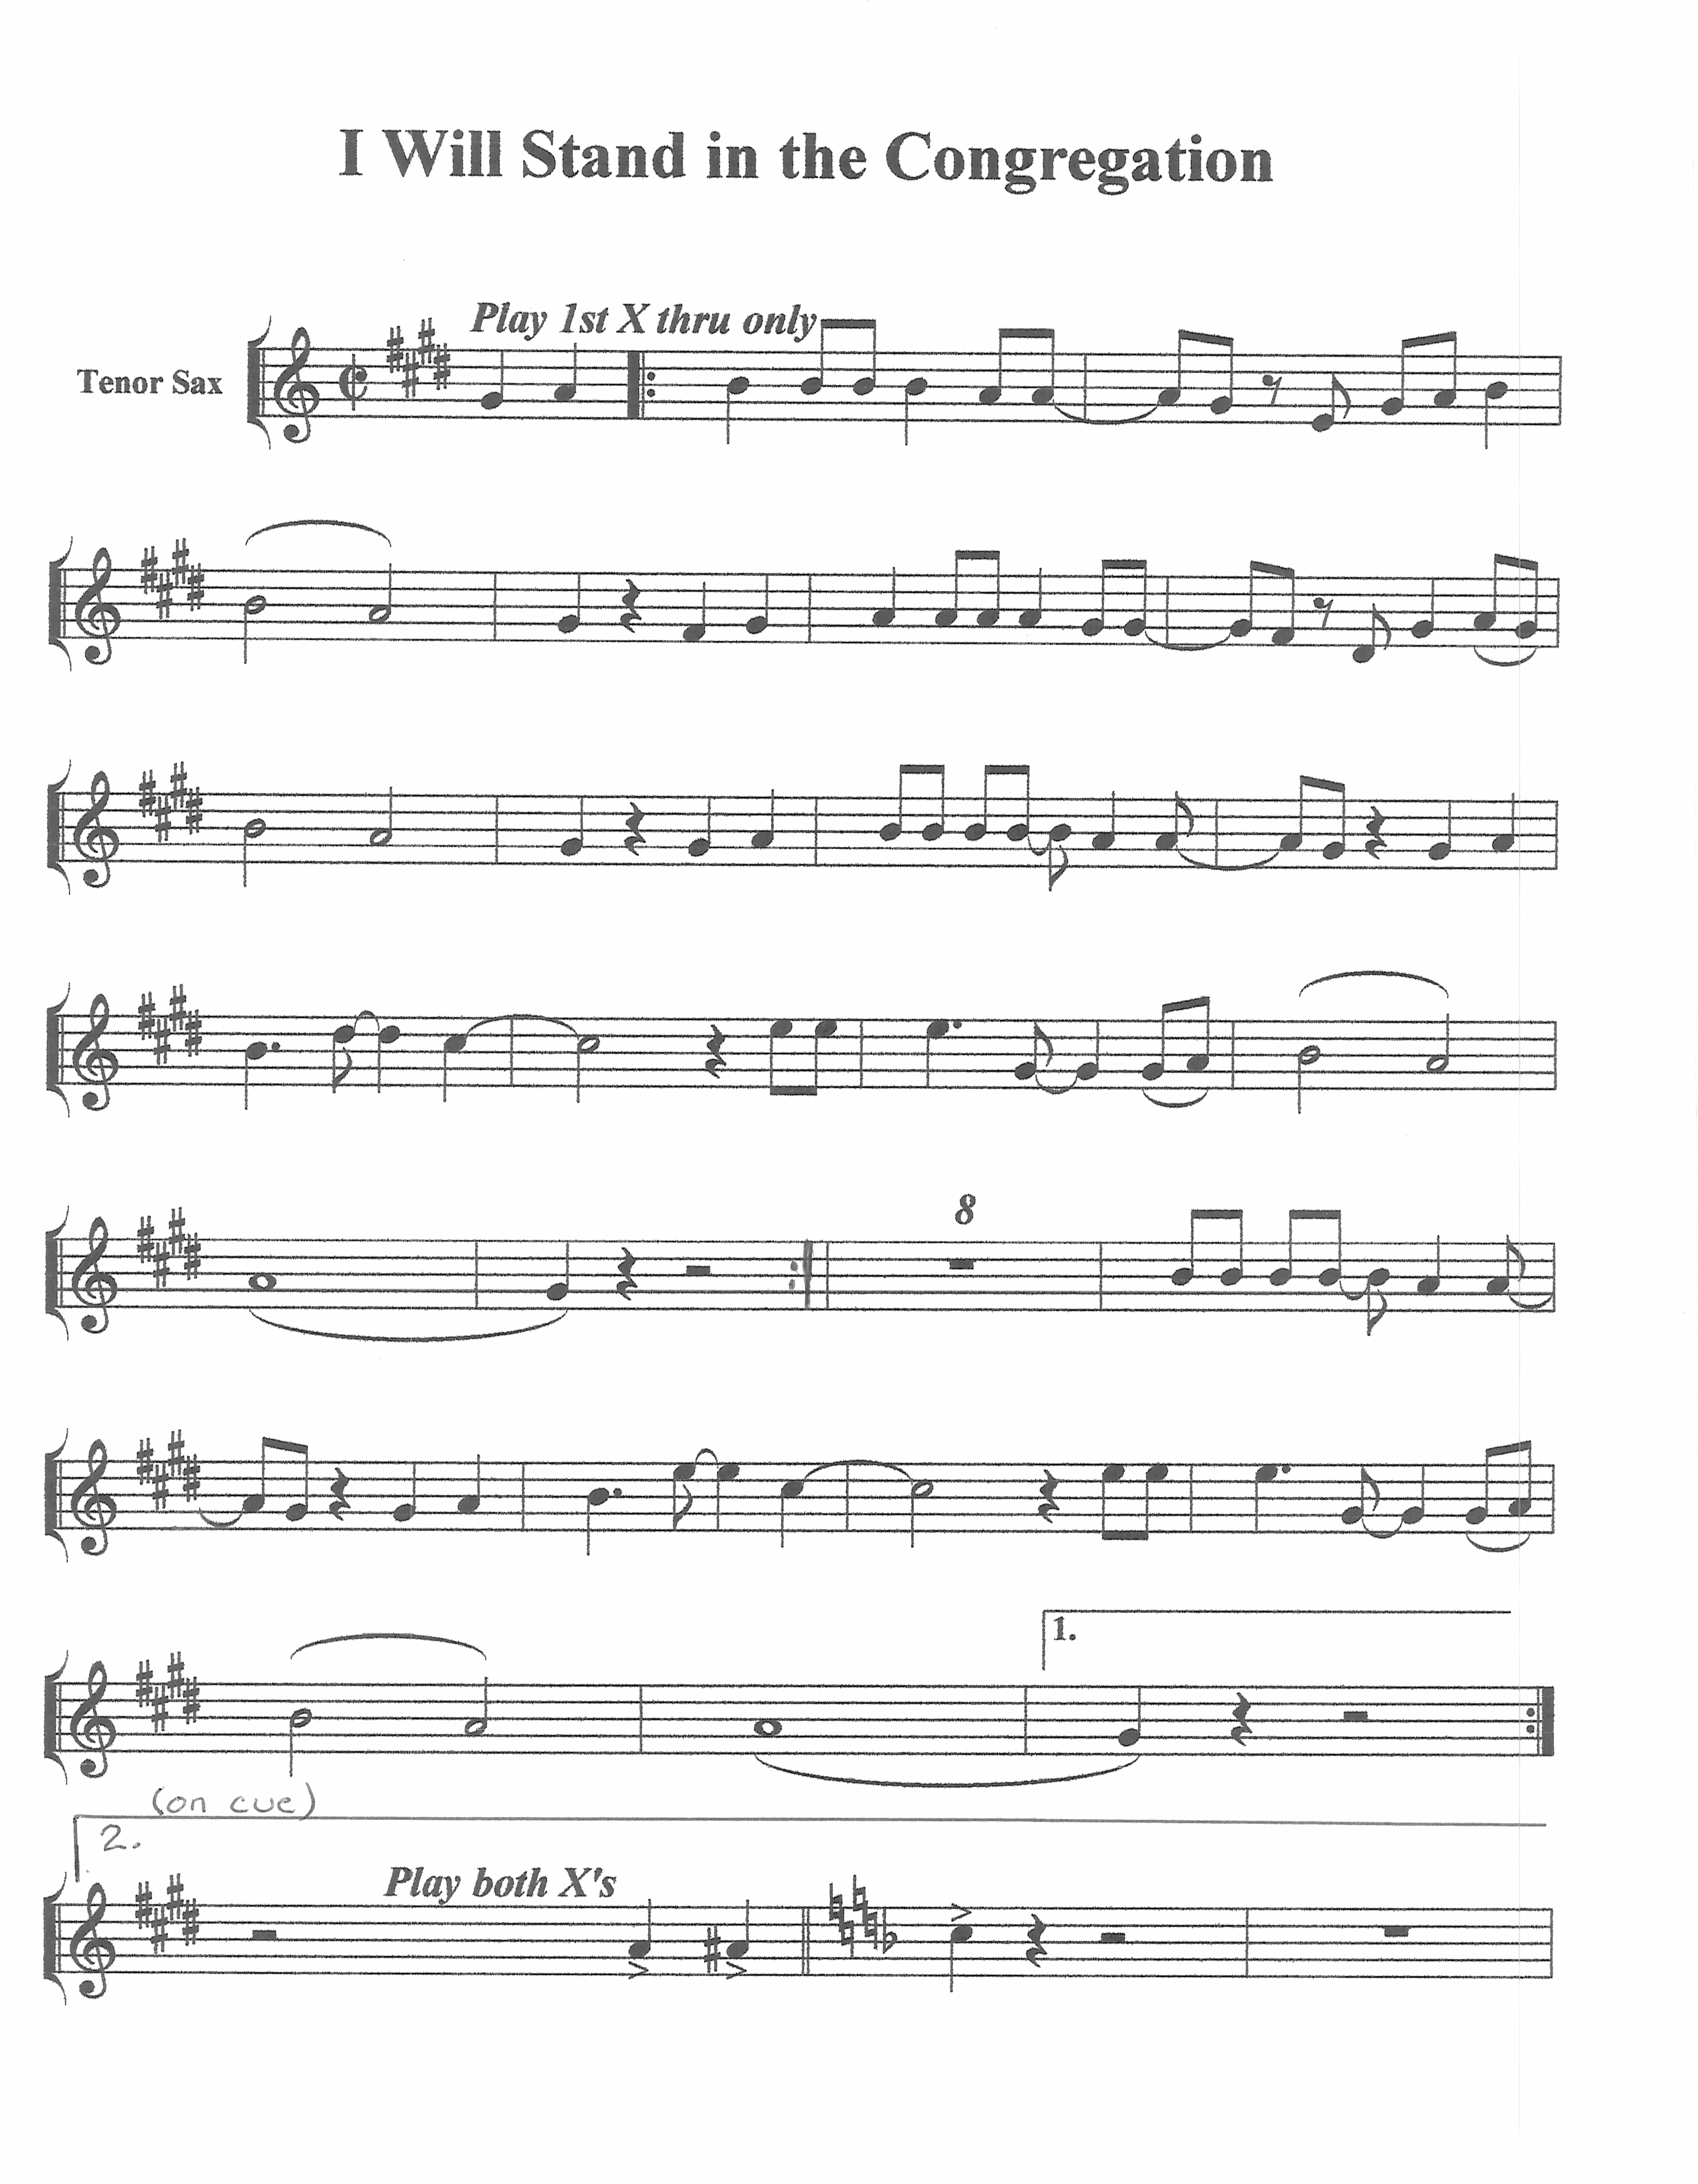 I Will Stand in the Congregation
Play 1st X thru only
Tenor Sax
8
1.
(on cue)
2.
Play both X's